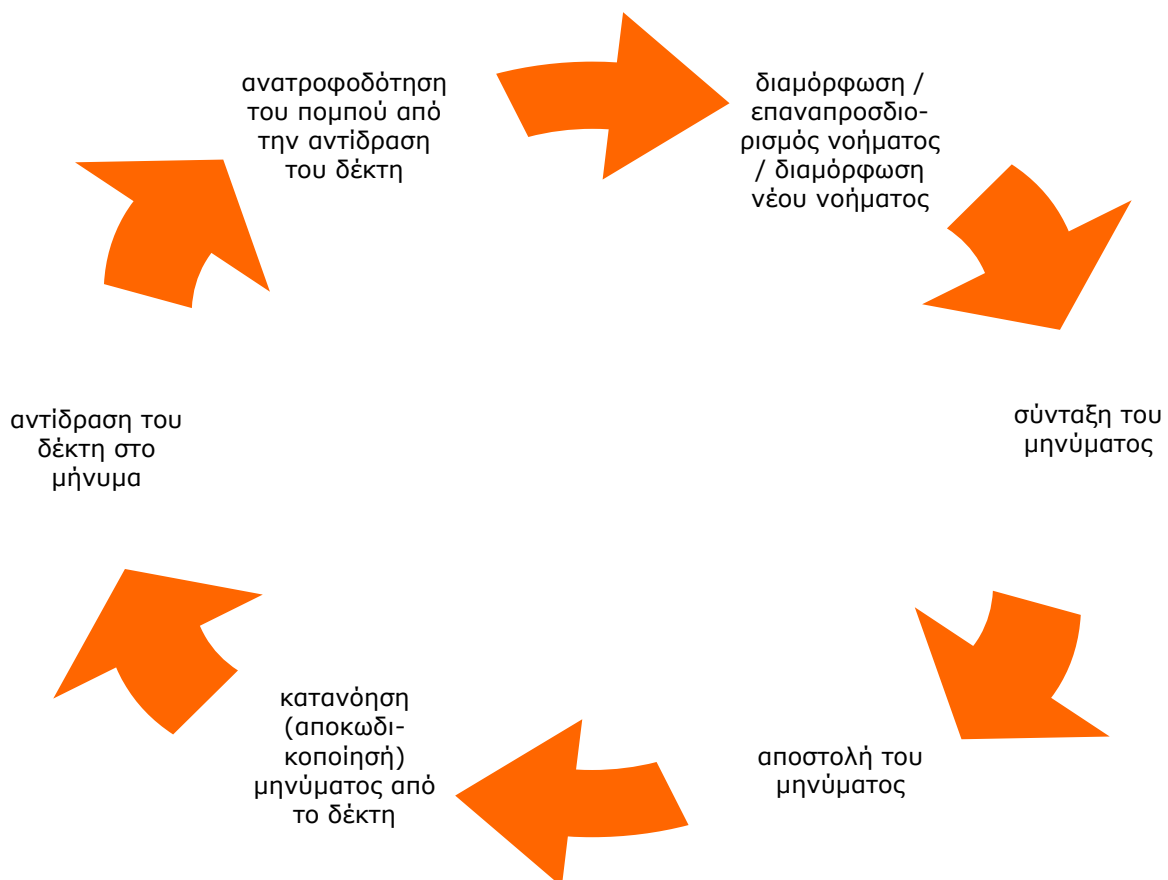 ανατροφοδότηση
του πομπού από
την αντίδραση
του δέκτη
διαμόρφωση /
επαναπροσδιο-
ρισμός νοήματος
/ διαμόρφωση
νέου νοήματος
σύνταξη του
μηνύματος
αποστολή του
μηνύματος
κατανόηση
(αποκωδι-
κοποίησή)
μηνύματος από
το δέκτη
αντίδραση του
δέκτη στο
μήνυμα